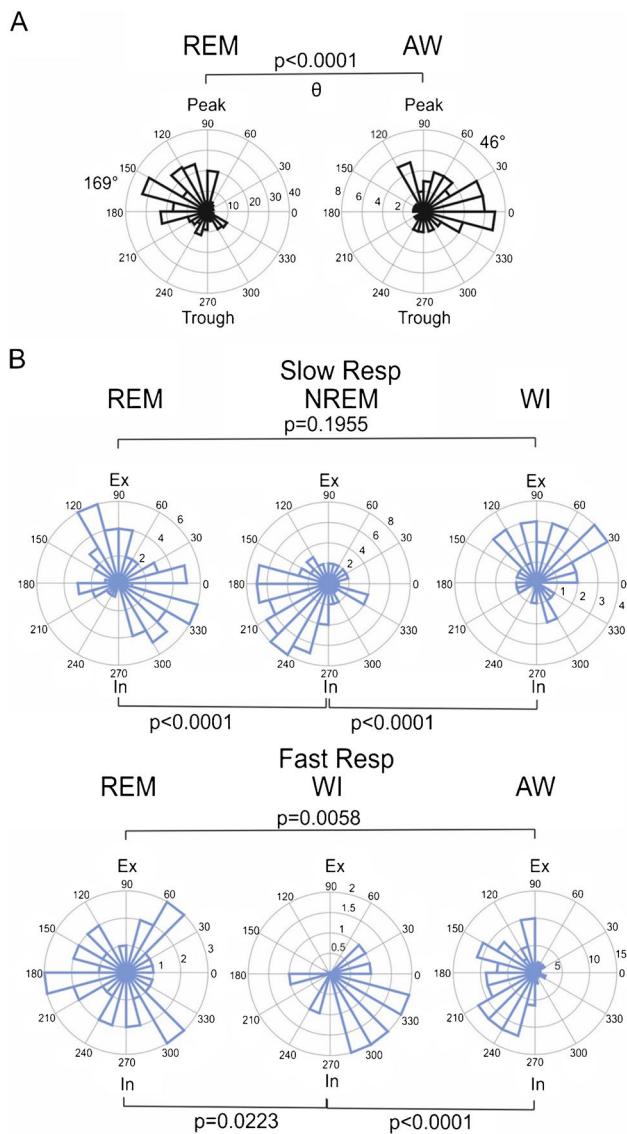 A
REM AW
p<0.0001
θ
Peak Peak
90 90
120 60 120 60
46°
150 30 150 30
169°
40 8
30 6
20 4
10 2
180 0 180 0
210 330 210 330
240 300 240 300
270 270
Trough Trough
B
Slow Resp
REM NREM WI
p=0.1955
Ex Ex Ex
90 90 90
120 60 120 60 120 60
6 8
4 6
150 30 150 4 30 150 30
2 2
180 0 180 0 180 0
1 2 3 4
210 330 210 330 210 330
240 300 240 300 240 300
270 270 270
In In In
p<0.0001 p<0.0001
Fast Resp
REM WI AW
p=0.0058
Ex Ex Ex
90 90 90
2
120 60 120 60 120 60
1.5
150 30 150 1 30 150 30
3 0.5 15
2 10
1 5
180 0 180 0 180 0
210 330 210 330 210 330
240 300 240 300 240 300
270 270 270
In In In
p=0.0223 p<0.0001